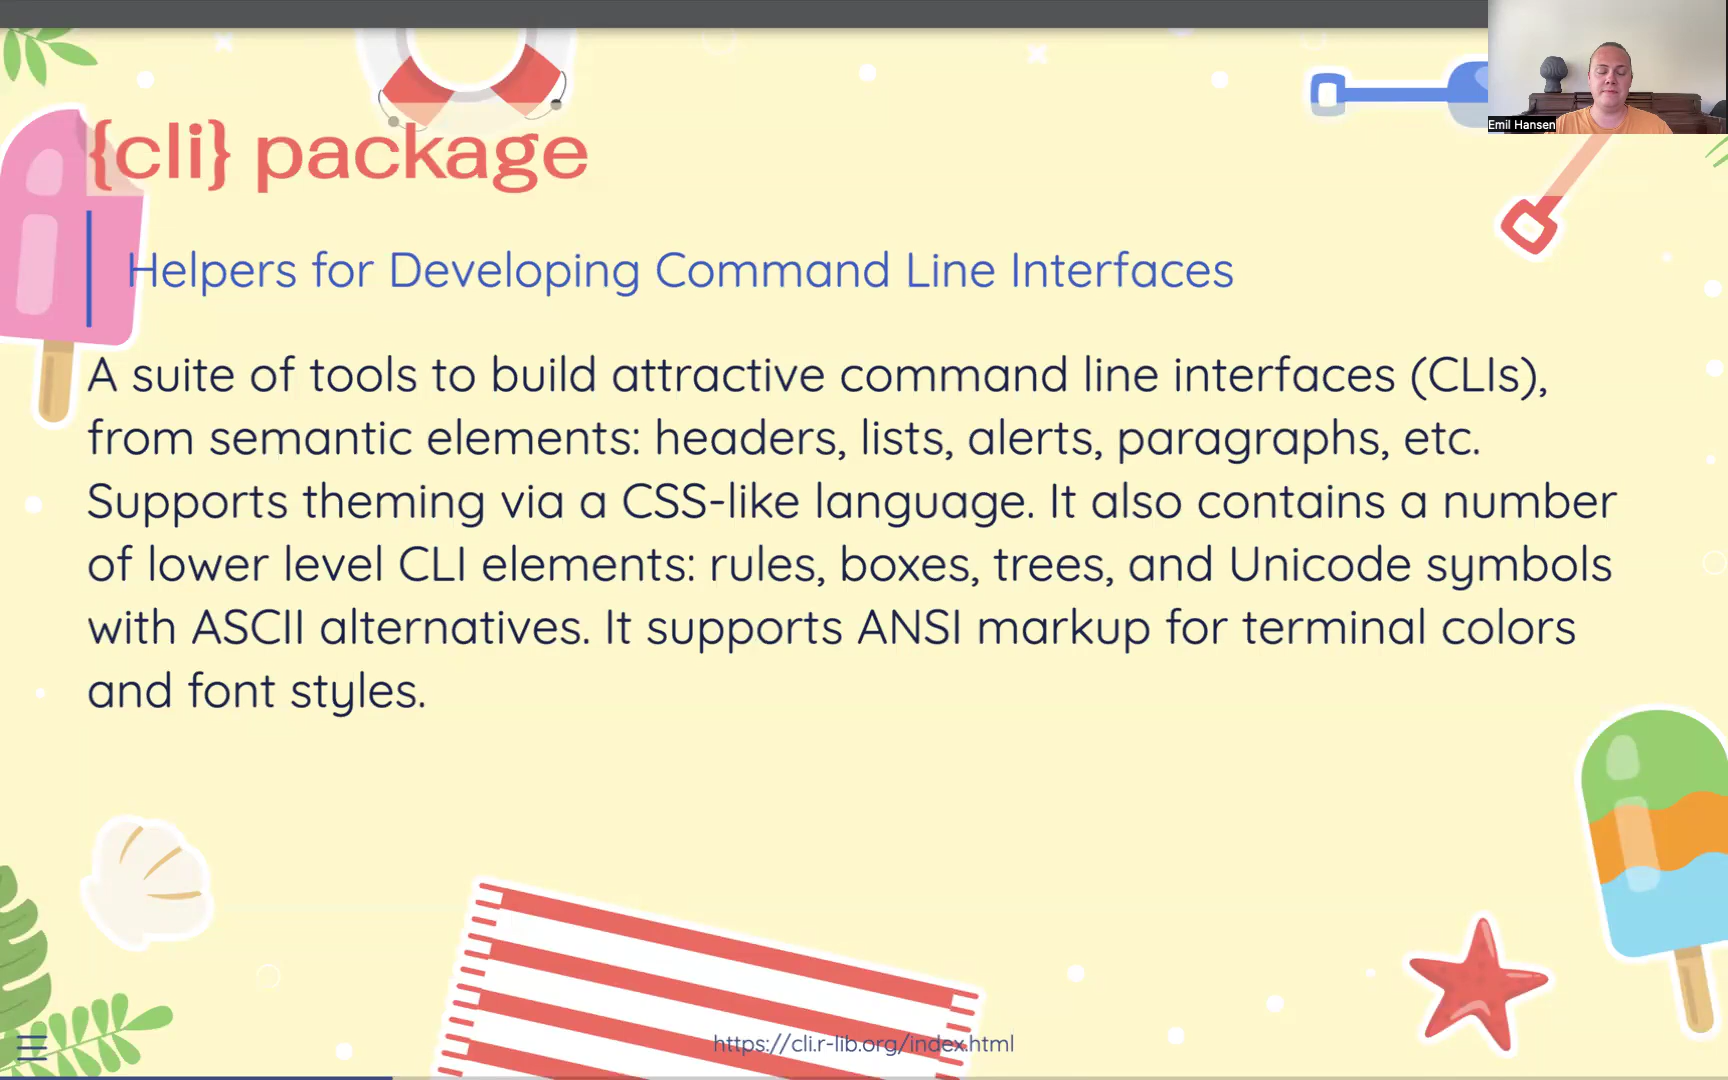 Emil Hansen
{cli} package
Helpers for Developing Command Line Interfaces
A suite of tools to build attractive command line interfaces (CLIs),
from semantic elements: headers, lists, alerts, paragraphs, etc.
Supports theming via a CSS-like language. It also contains a number
of lower level CLI elements: rules, boxes, trees, and Unicode symbols
with ASCII alternatives. It supports ANSI markup for terminal colors
and font styles.
https://cli.r-lib.org/index.html